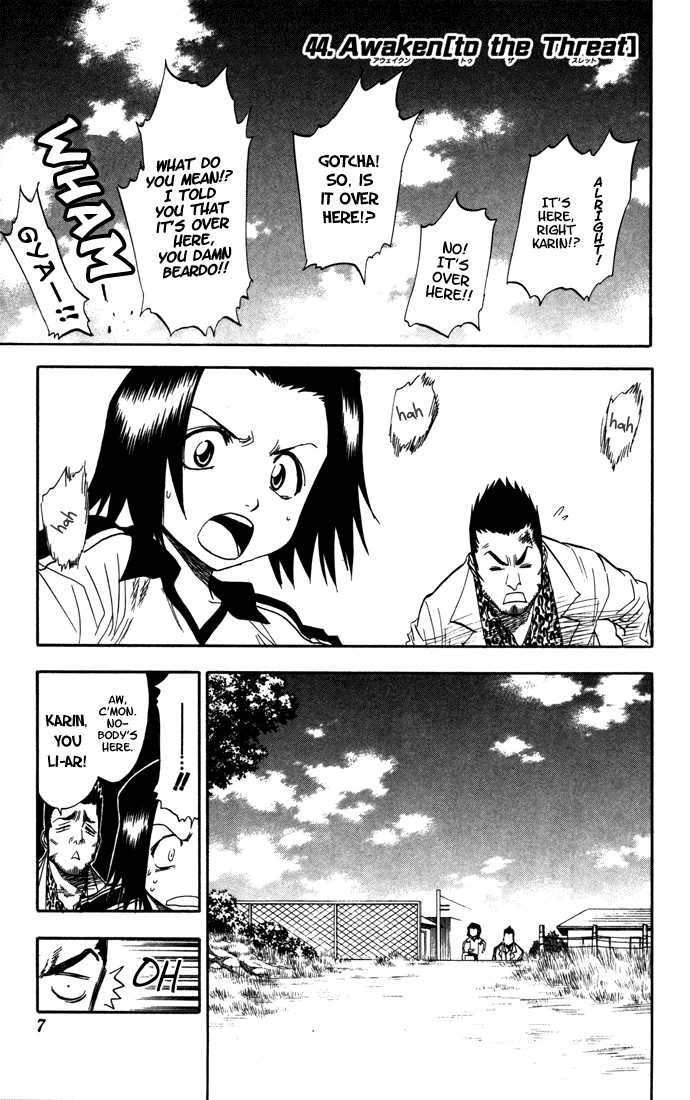 44. Awaken[to the Threat]
アウェイクン トゥ ザ スレット
ALRIGHT!
IT'S
HERE,
RIGHT
KARIN!?
NO!
IT'S
OVER
HERE!!
GOTCHA!
SO, IS
IT OVER
HERE!?
WHAT DO
YOU MEAN!?
I TOLD
YOU THAT
IT'S OVER
HERE,
YOU DAMN
BEARDO!!
WHAM—
GYA—!!
hah
hah
hah
...!!
AW,
C'MON.
NO-
BODY'S
HERE.
KARIN,
YOU
LI-AR!
OH
7